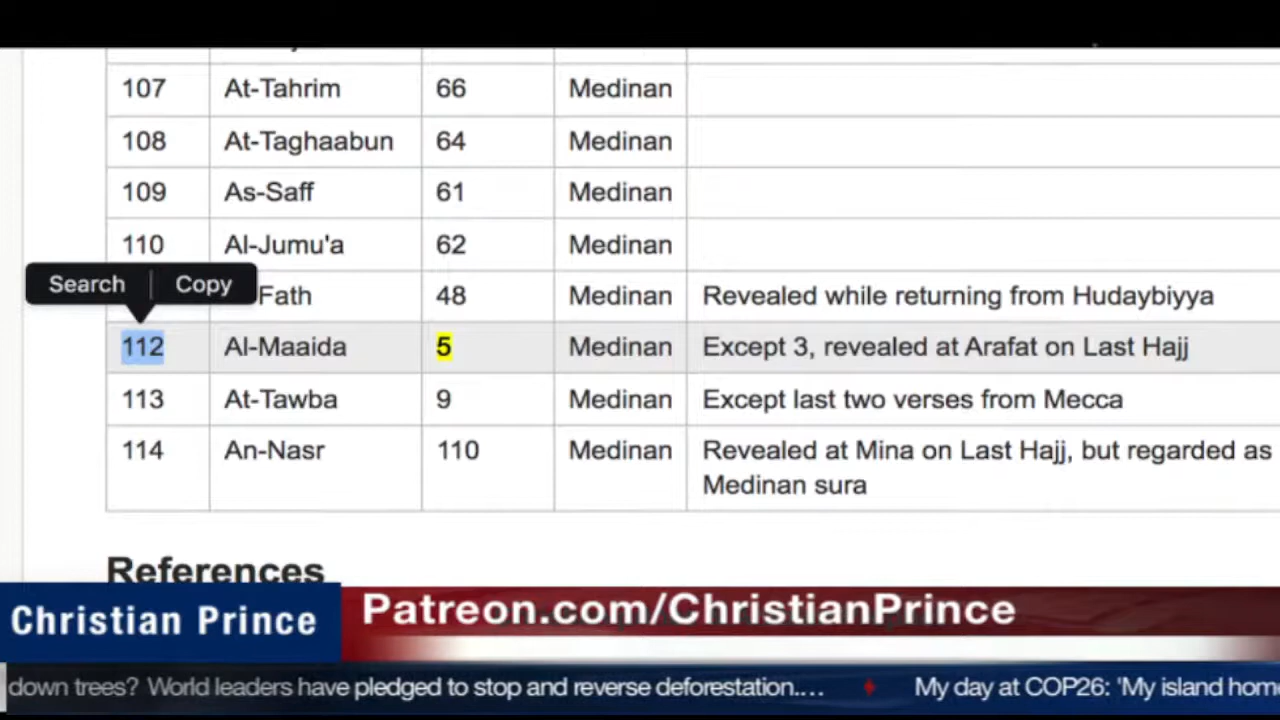 107 At-Tahrim 66 Medinan
108 At-Taghaabun 64 Medinan
109 As-Saff 61 Medinan
110 Al-Jumu'a 62 Medinan
Search Copy
Fath 48 Medinan Revealed while returning from Hudaybiyya
112 Al-Maaida 5 Medinan Except 3, revealed at Arafat on Last Hajj
113 At-Tawba 9 Medinan Except last two verses from Mecca
114 An-Nasr 110 Medinan Revealed at Mina on Last Hajj, but regarded as
Medinan sura
References
Christian Prince Patreon.com/ChristianPrince
down trees? World leaders have pledged to stop and reverse deforestation.... My day at COP26: 'My island home